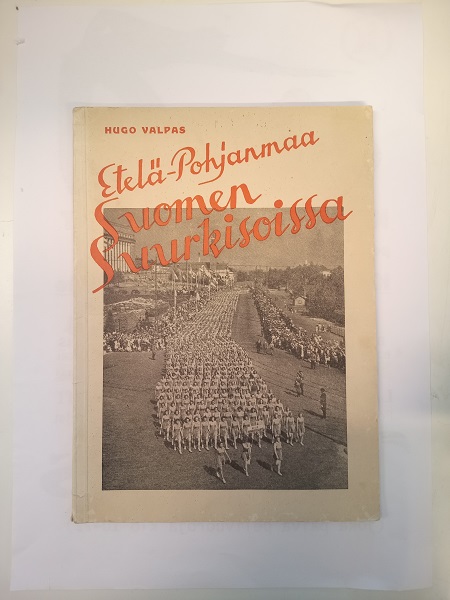 HUGO VALPAS
Etelä-Pohjanmaa
Suomen
Suurkisoissa